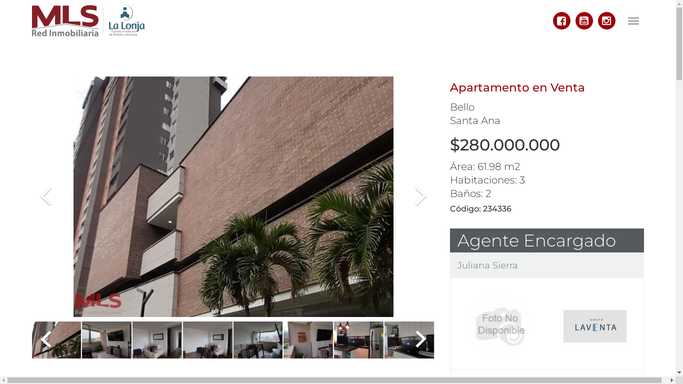 MLS
Red Inmobiliaria
La Lonja
Apartamento en Venta
Bello
Santa Ana
$280.000.000
Área: 61.98 m2
Habitaciones: 3
Baños: 2
Código: 234336
MLS
Agente Encargado
Juliana Sierra
Foto No
Disponible
LAVENTA